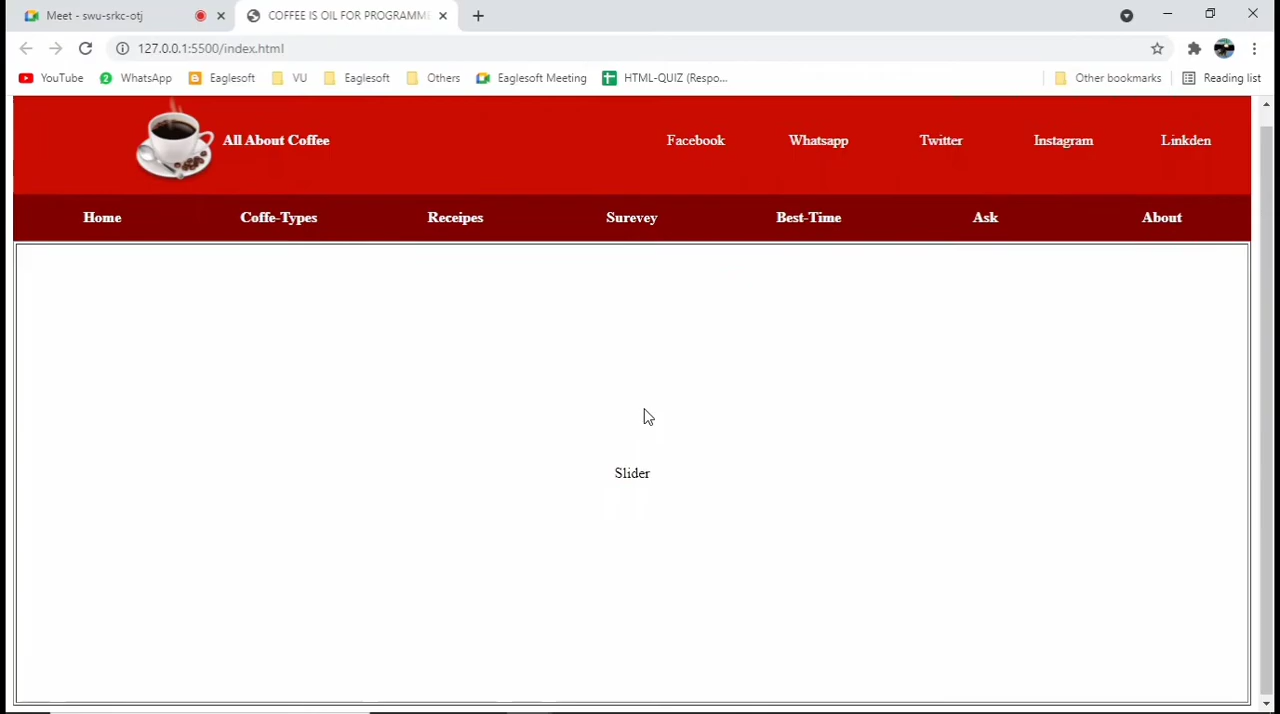 Meet - swu-srkc-otj
COFFEE IS OIL FOR PROGRAMME
127.0.0.1:5500/index.html
YouTube WhatsApp Eaglesoft VU Eaglesoft Others Eaglesoft Meeting HTML-QUIZ (Respo... Other bookmarks Reading list
All About Coffee Facebook Whatsapp Twitter Instagram Linkden
Home Coffe-Types Receipes Surevey Best-Time Ask About
Slider